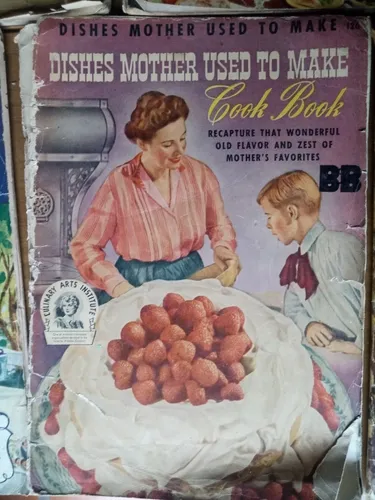 DISHES MOTHER USED TO MAKE
126
DISHES MOTHER USED TO MAKE
Cook Book
RECAPTURE THAT WONDERFUL
OLD FLAVOR AND ZEST OF
MOTHER'S FAVORITES
BB
CULINARY ARTS INSTITUTE